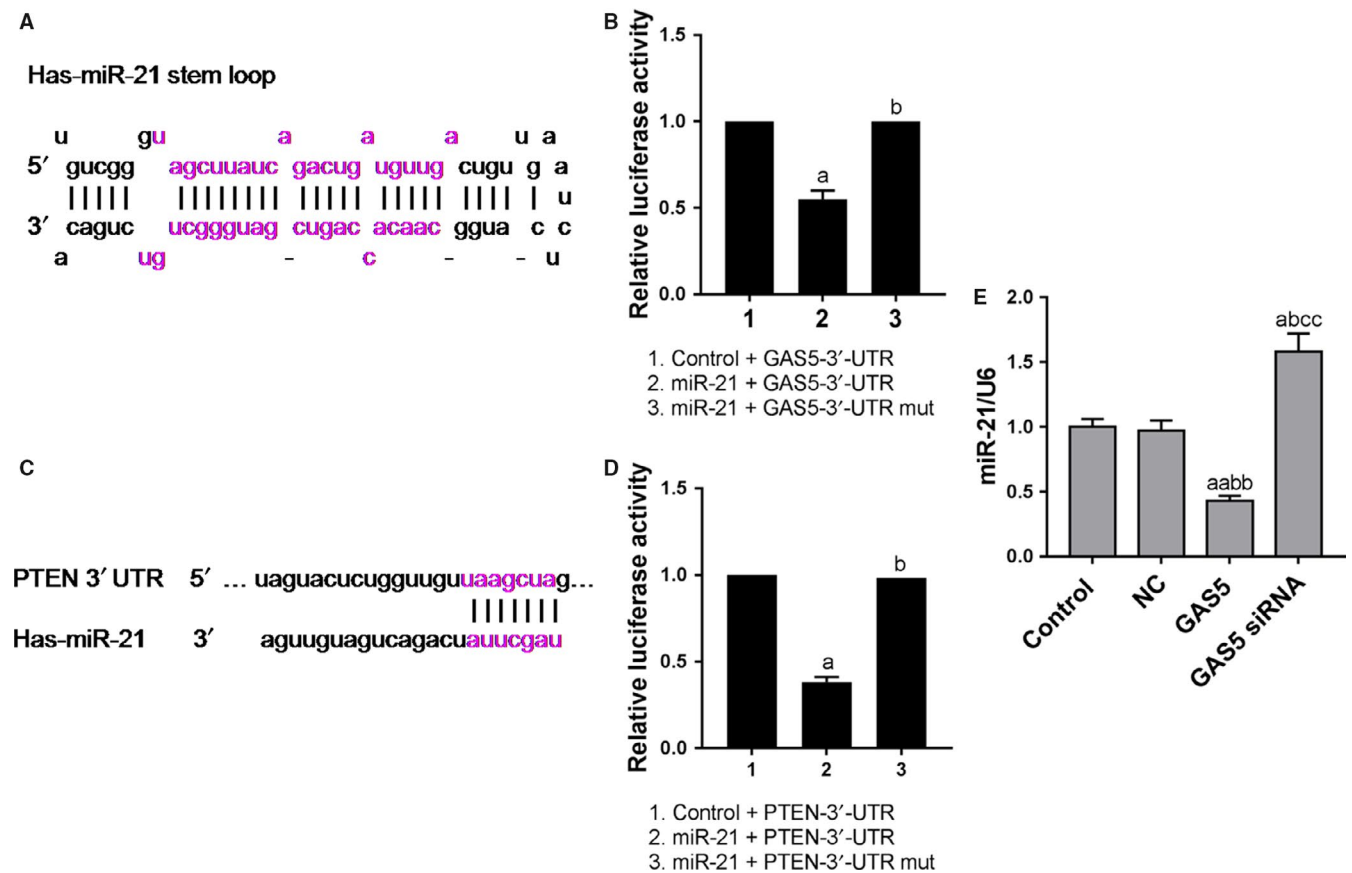 A
Has-miR-21 stem loop
u gu a a a u a
5′ gucgg agcuuauc gacug uguug cugu g a
u
3′ caguc ucggguag cugac acaac ggua c c
a ug – c – – u
B
Relative luciferase activity
1.5
1.0
0.5
0.0
a
b
1 2 3
1. Control + GAS5-3′-UTR
2. miR-21 + GAS5-3′-UTR
3. miR-21 + GAS5-3′-UTR mut
C
PTEN 3′ UTR 5′ ... uaguacucugguuguuaagcuag...
Has-miR-21 3′ aguuguagucagacuauucgau
D
Relative luciferase activity
1.5
1.0
0.5
0.0
a
b
1 2 3
1. Control + PTEN-3′-UTR
2. miR-21 + PTEN-3′-UTR
3. miR-21 + PTEN-3′-UTR mut
E
miR-21/U6
2.0
1.5
1.0
0.5
0.0
aabb
abcc
Control
NC
GAS5
GAS5 siRNA